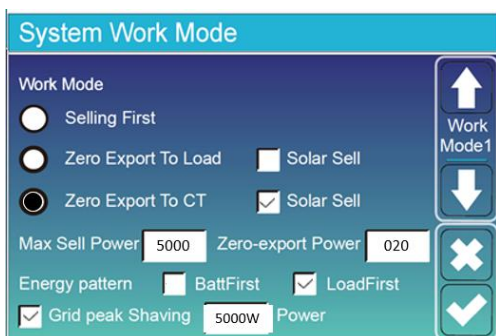 System Work Mode
Work Mode
Selling First
Zero Export To Load Solar Sell
Zero Export To CT Solar Sell
Max Sell Power 5000 Zero-export Power 020
Energy pattern BattFirst LoadFirst
Grid peak Shaving 5000W Power
Work
Mode1